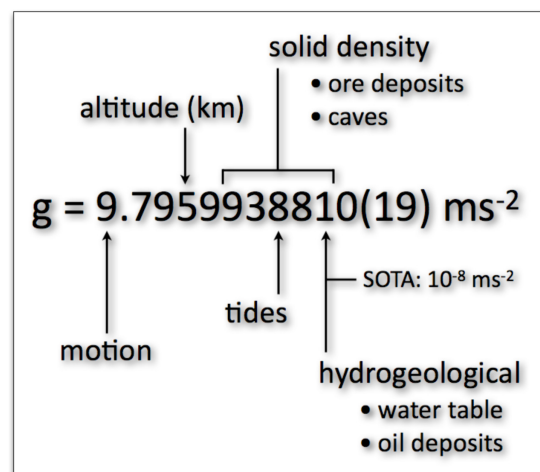 solid density
• ore deposits
• caves
altitude (km)
g = 9.7959938810(19) ms⁻²
SOTA: 10⁻⁸ ms⁻²
tides
motion
hydrogeological
• water table
• oil deposits